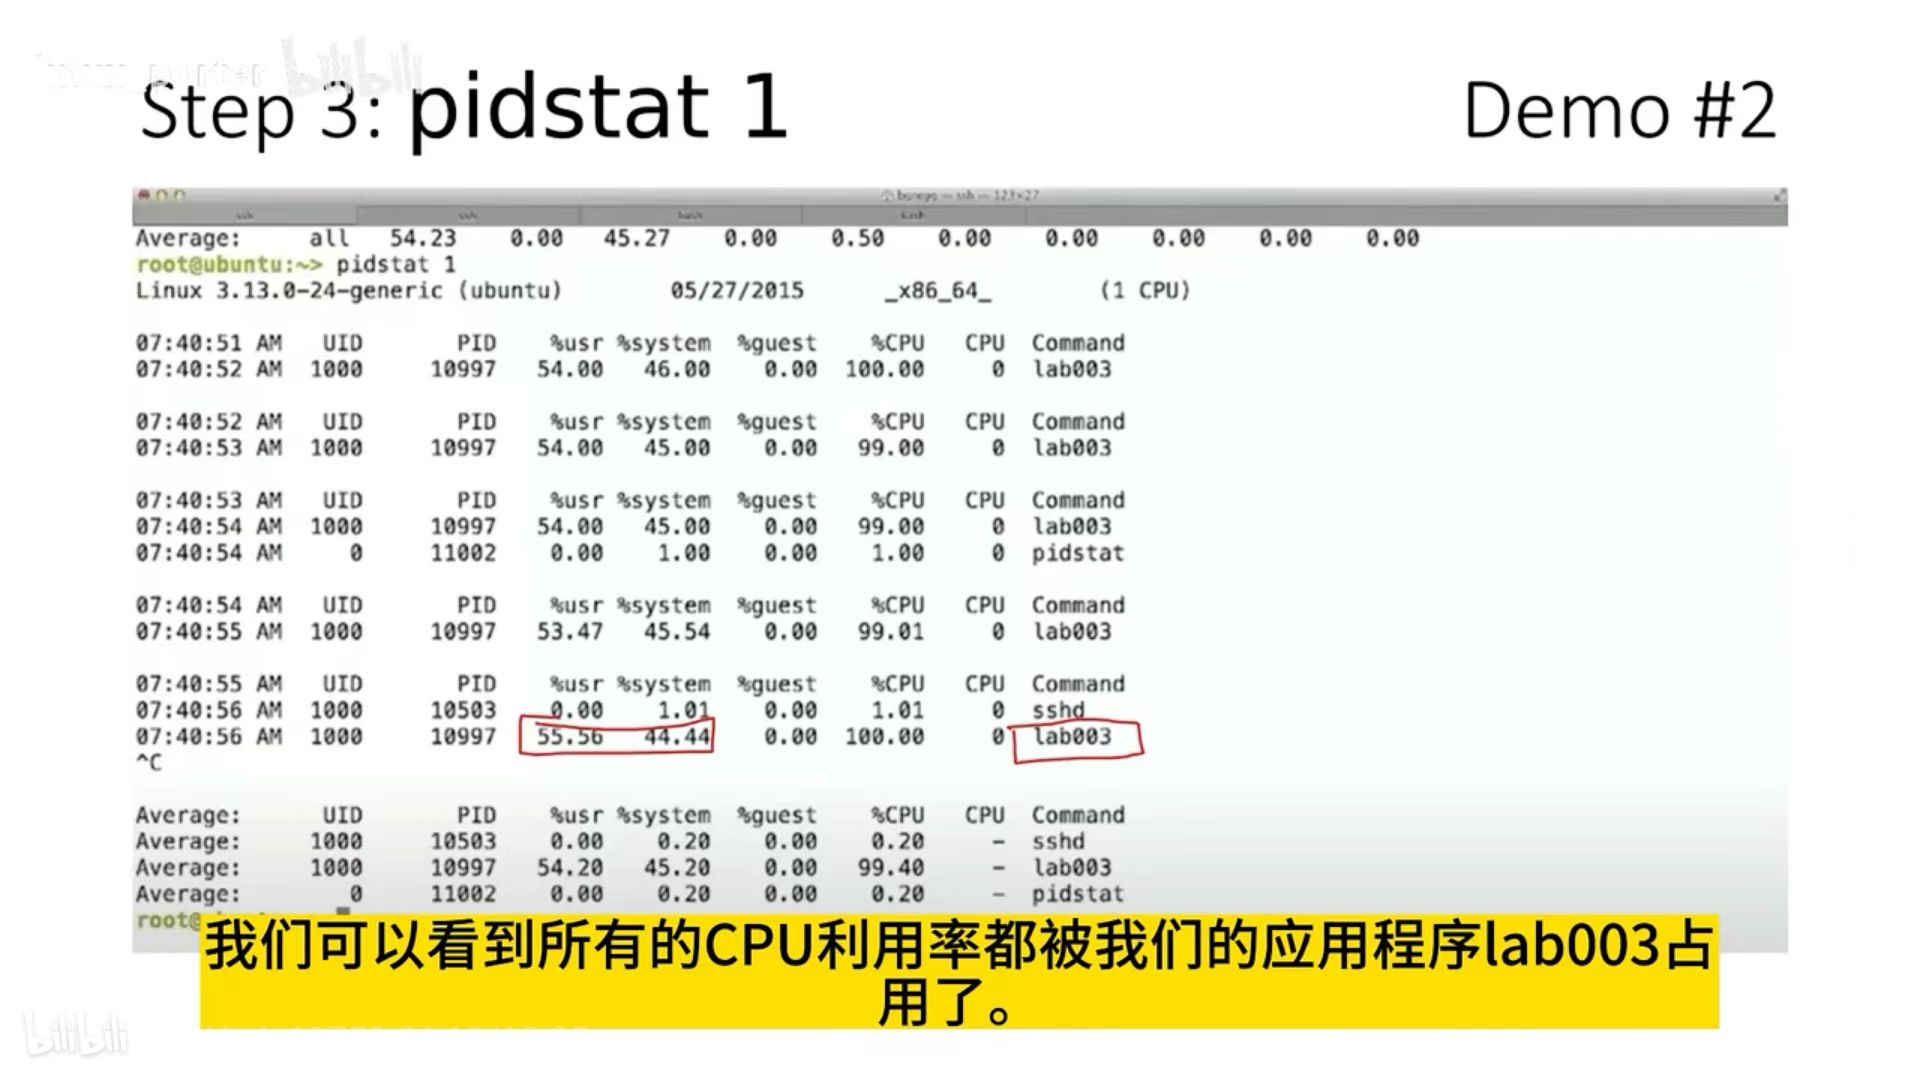 bilibili
Step 3: pidstat 1 Demo #2
bgregg — ssh — 123×27
ssh ssh bash bash
Average: all 54.23 0.00 45.27 0.00 0.50 0.00 0.00 0.00 0.00 0.00
root@ubuntu:~> pidstat 1
Linux 3.13.0-24-generic (ubuntu) 05/27/2015 _x86_64_ (1 CPU)
07:40:51 AM UID PID %usr %system %guest %CPU CPU Command
07:40:52 AM 1000 10997 54.00 46.00 0.00 100.00 0 lab003
07:40:52 AM UID PID %usr %system %guest %CPU CPU Command
07:40:53 AM 1000 10997 54.00 45.00 0.00 99.00 0 lab003
07:40:53 AM UID PID %usr %system %guest %CPU CPU Command
07:40:54 AM 1000 10997 54.00 45.00 0.00 99.00 0 lab003
07:40:54 AM 0 11002 0.00 1.00 0.00 1.00 0 pidstat
07:40:54 AM UID PID %usr %system %guest %CPU CPU Command
07:40:55 AM 1000 10997 53.47 45.54 0.00 99.01 0 lab003
07:40:55 AM UID PID %usr %system %guest %CPU CPU Command
07:40:56 AM 1000 10503 0.00 1.01 0.00 1.01 0 sshd
07:40:56 AM 1000 10997 55.56 44.44 0.00 100.00 0 lab003
^C
Average: UID PID %usr %system %guest %CPU CPU Command
Average: 1000 10503 0.00 0.20 0.00 0.20 - sshd
Average: 1000 10997 54.20 45.20 0.00 99.40 - lab003
Average: 0 11002 0.00 0.20 0.00 0.20 - pidstat
root@
我们可以看到所有的CPU利用率都被我们的应用程序lab003占
用了。
bilibili